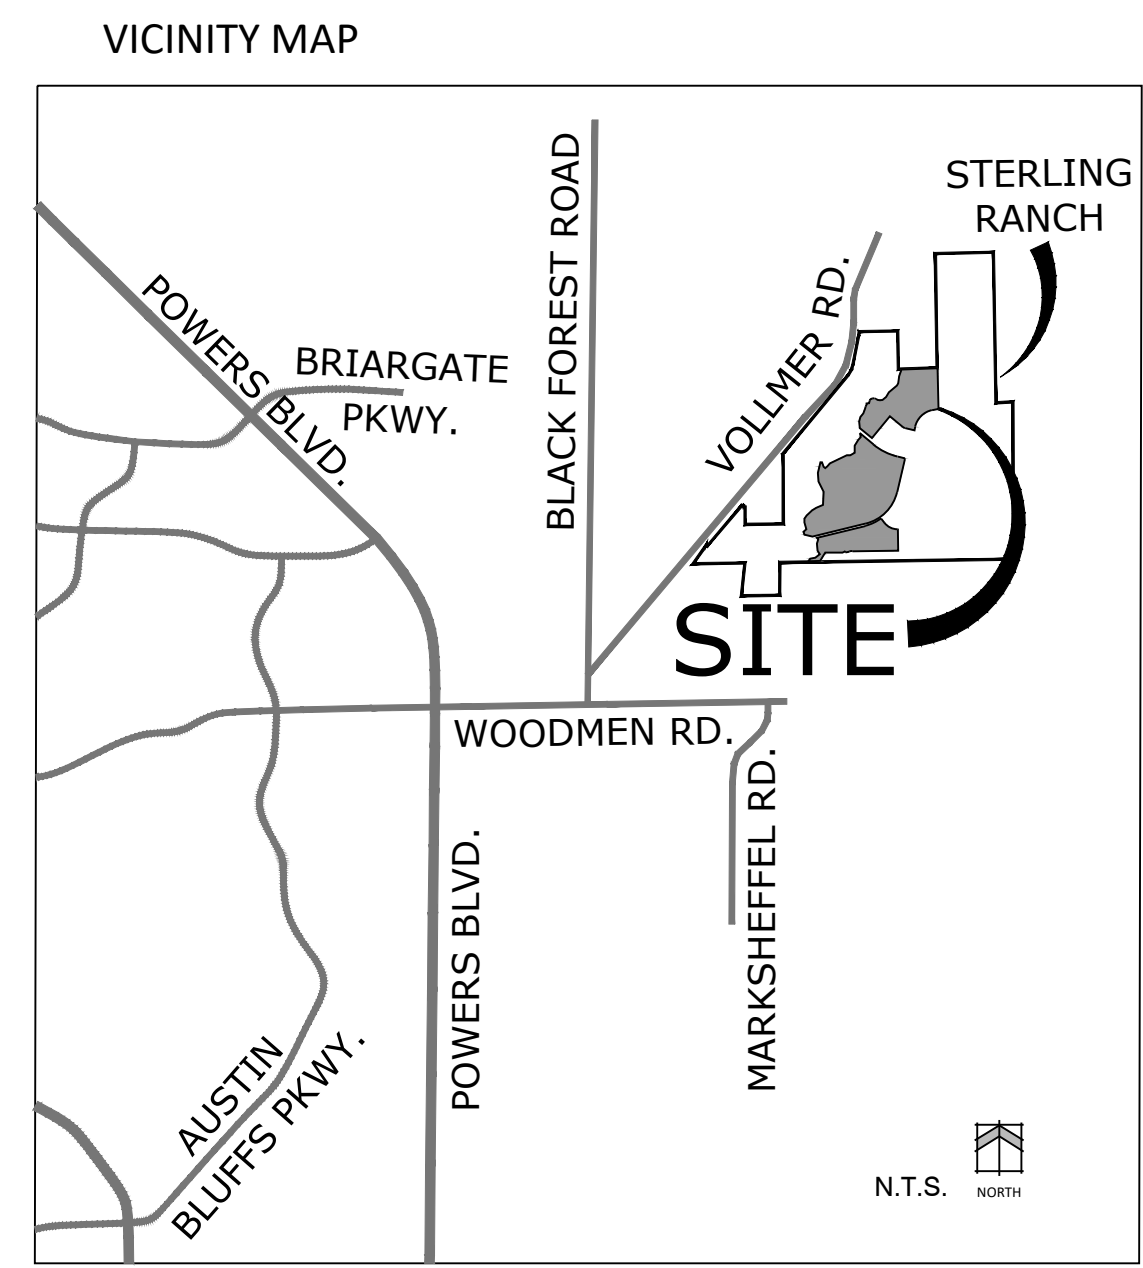 VICINITY MAP
STERLING
RANCH
BLACK FOREST ROAD
VOLLMER RD.
POWERS BLVD.
BRIARGATE
PKWY.
SITE
WOODMEN RD.
MARKSHEFFEL RD.
POWERS BLVD.
AUSTIN
BLUFFS PKWY.
N.T.S.
NORTH